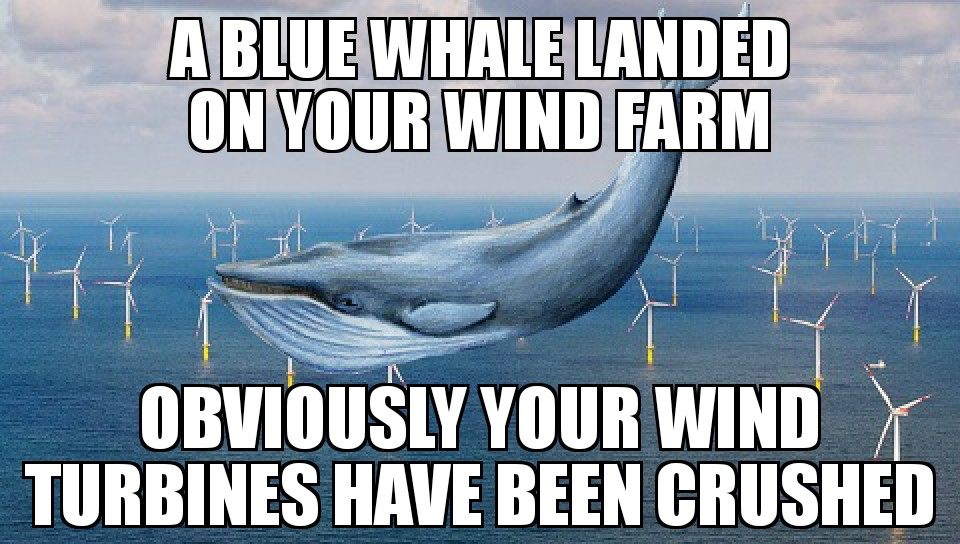 A BLUE WHALE LANDED
ON YOUR WIND FARM
OBVIOUSLY YOUR WIND
TURBINES HAVE BEEN CRUSHED